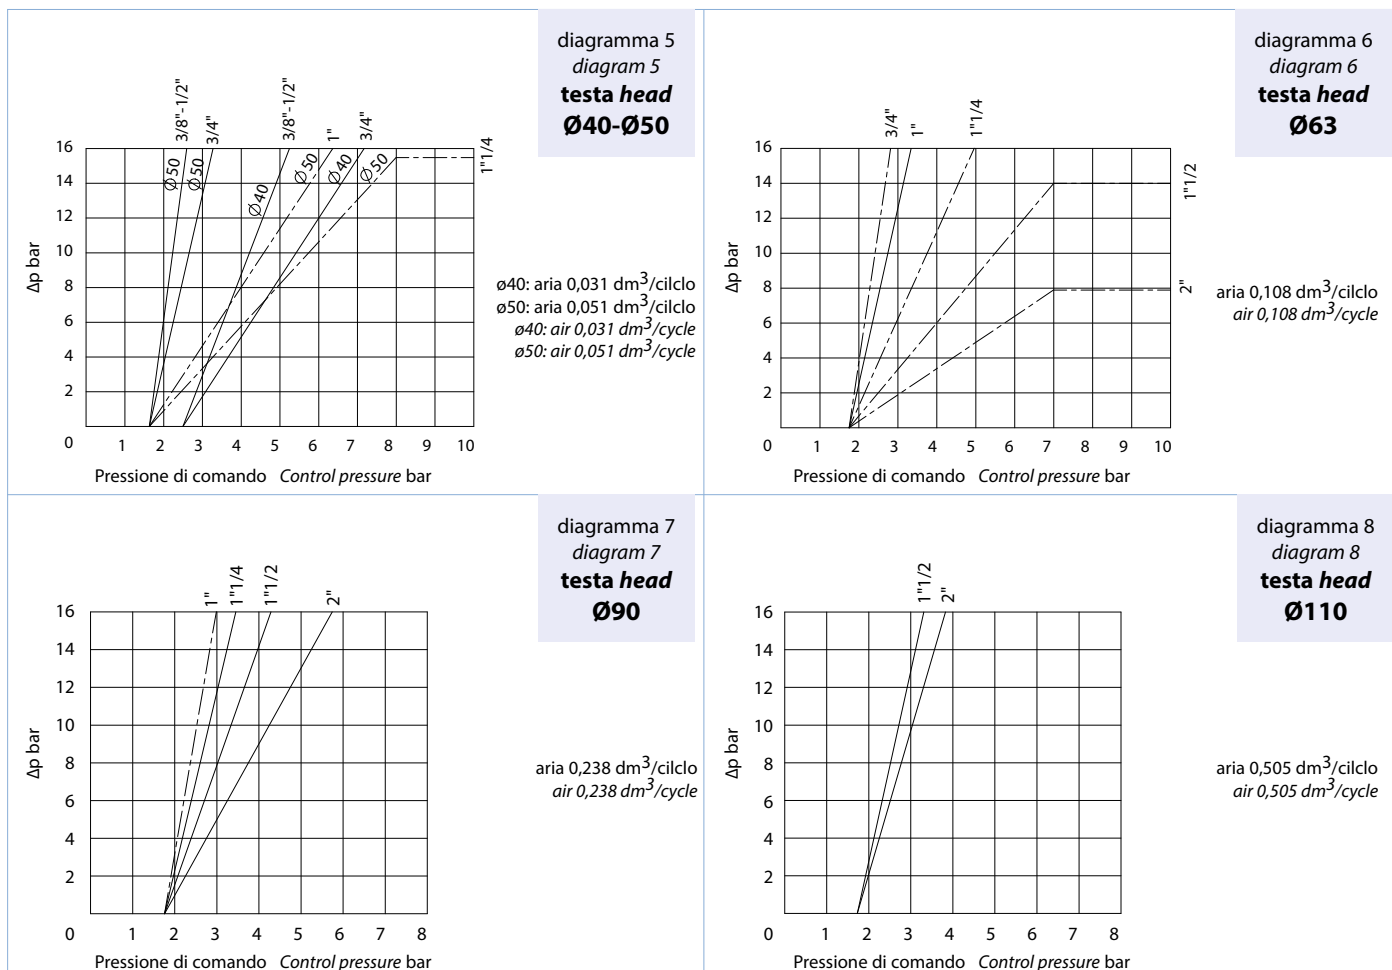 diagramma 5
diagram 5
testa head
Ø40-Ø50
3/8"-1/2"
3/4"
3/8"-1/2"
1"
3/4"
1"1/4
Ø50
Ø50
Ø40
Ø50
Ø40
Ø50
16
14
12
10
8
6
4
2
0
Δp bar
1 2 3 4 5 6 7 8 9 10
Pressione di comando Control pressure bar
ø40: aria 0,031 dm³/cilclo
ø50: aria 0,051 dm³/cilclo
ø40: air 0,031 dm³/cycle
ø50: air 0,051 dm³/cycle
diagramma 6
diagram 6
testa head
Ø63
3/4"
1"
1"1/4
1"1/2
2"
16
14
12
10
8
6
4
2
0
Δp bar
1 2 3 4 5 6 7 8 9 10
Pressione di comando Control pressure bar
aria 0,108 dm³/cilclo
air 0,108 dm³/cycle
diagramma 7
diagram 7
testa head
Ø90
1"
1"1/4
1"1/2
2"
16
14
12
10
8
6
4
2
0
Δp bar
1 2 3 4 5 6 7 8
Pressione di comando Control pressure bar
aria 0,238 dm³/cilclo
air 0,238 dm³/cycle
diagramma 8
diagram 8
testa head
Ø110
1"1/2
2"
16
14
12
10
8
6
4
2
0
Δp bar
1 2 3 4 5 6 7 8
Pressione di comando Control pressure bar
aria 0,505 dm³/cilclo
air 0,505 dm³/cycle